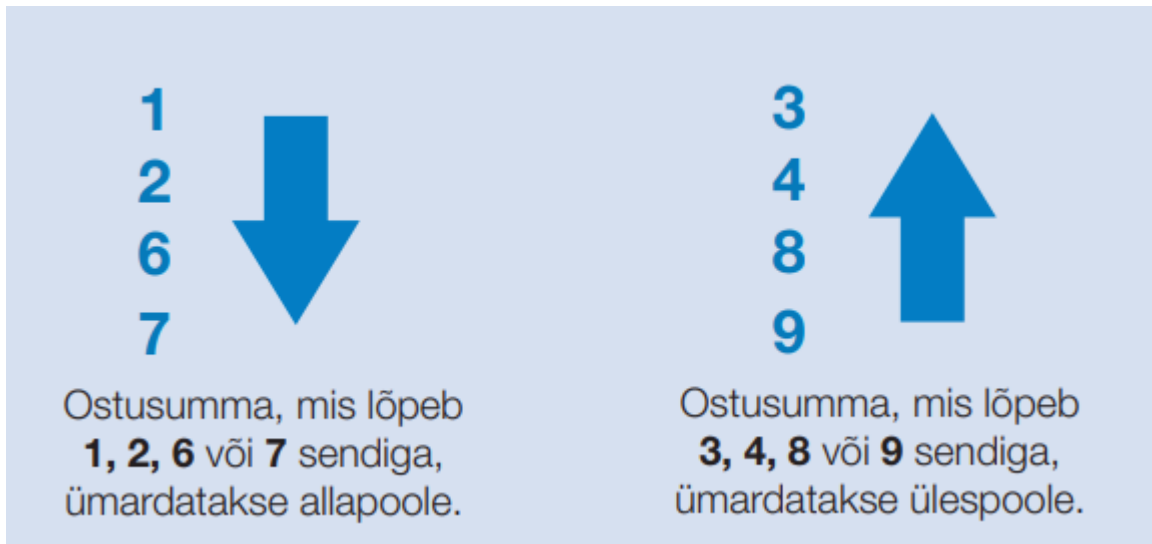 1
2
6
7
Ostusumma, mis lõpeb
1, 2, 6 või 7 sendiga,
ümardatakse allapoole.
3
4
8
9
Ostusumma, mis lõpeb
3, 4, 8 või 9 sendiga,
ümardatakse ülespoole.